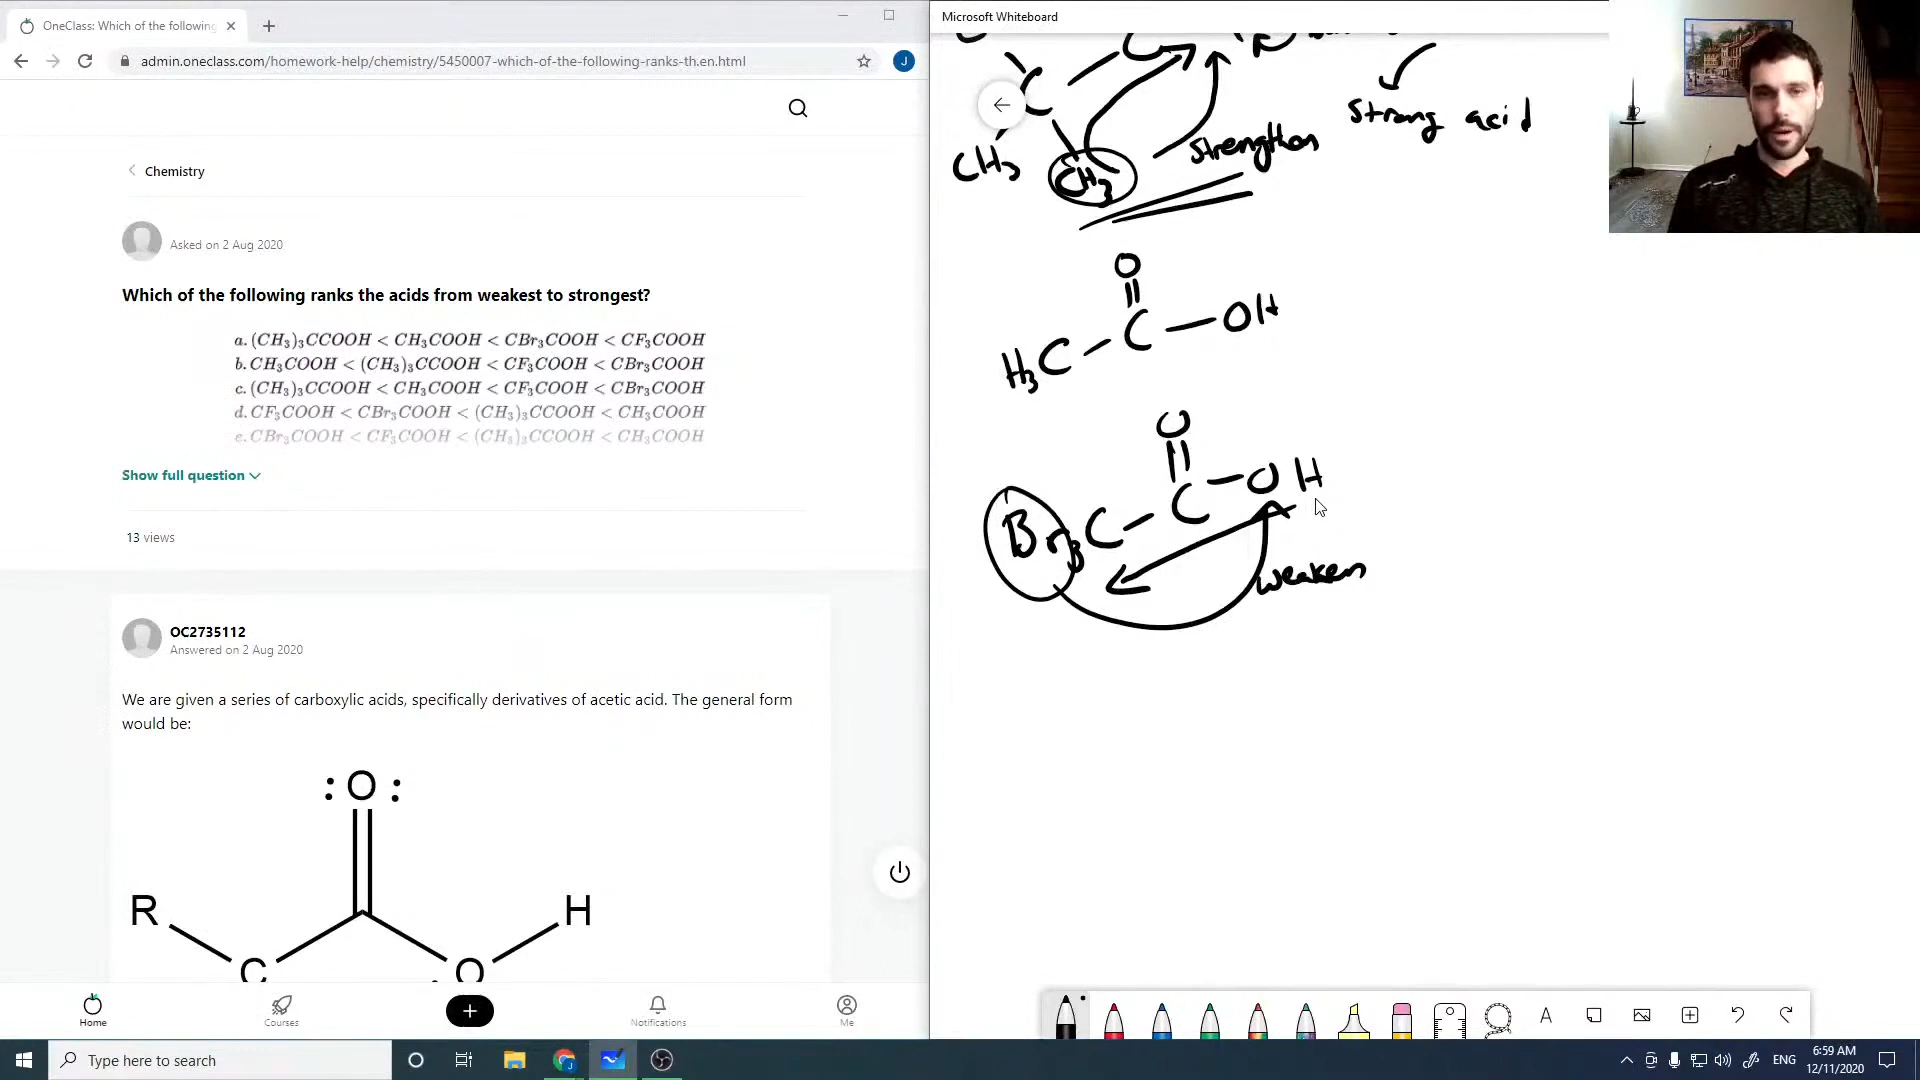 OneClass: Which of the following
admin.oneclass.com/homework-help/chemistry/5450007-which-of-the-following-ranks-th.en.html
J
Chemistry
Asked on 2 Aug 2020
Which of the following ranks the acids from weakest to strongest?
a. (CH₃)₃CCOOH < CH₃COOH < CBr₃COOH < CF₃COOH
b. CH₃COOH < (CH₃)₃CCOOH < CF₃COOH < CBr₃COOH
c. (CH₃)₃CCOOH < CH₃COOH < CF₃COOH < CBr₃COOH
d. CF₃COOH < CBr₃COOH < (CH₃)₃CCOOH < CH₃COOH
e. CBr₃COOH < CF₃COOH < (CH₃)₃CCOOH < CH₃COOH
Show full question
13 views
OC2735112
Answered on 2 Aug 2020
We are given a series of carboxylic acids, specifically derivatives of acetic acid. The general form
would be:
: O :
R
H
C
O
Home
Courses
Notifications
Me
Microsoft Whiteboard
C
Strong acid
Strengthen
CH₃
CH₃
O
H₃C - C - OH
O
Br₃C - C - OH
weaken
A
Type here to search
J
ENG
6:59 AM
12/11/2020